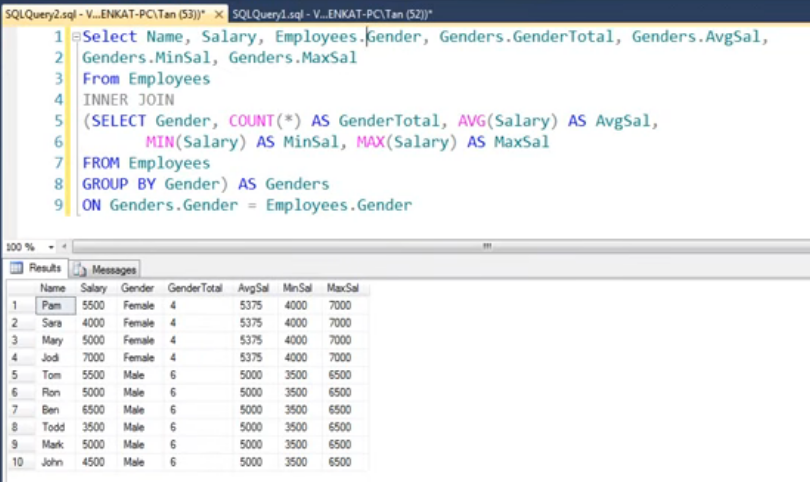 SQLQuery2.sql - V...ENKAT-PC\Tan (53))* × SQLQuery1.sql - V...ENKAT-PC\Tan (52))*
1 Select Name, Salary, Employees.Gender, Genders.GenderTotal, Genders.AvgSal,
2 Genders.MinSal, Genders.MaxSal
3 From Employees
4 INNER JOIN
5 (SELECT Gender, COUNT(*) AS GenderTotal, AVG(Salary) AS AvgSal,
6 MIN(Salary) AS MinSal, MAX(Salary) AS MaxSal
7 FROM Employees
8 GROUP BY Gender) AS Genders
9 ON Genders.Gender = Employees.Gender
100 %
Results Messages
Name Salary Gender GenderTotal AvgSal MinSal MaxSal
1 Pam 5500 Female 4 5375 4000 7000
2 Sara 4000 Female 4 5375 4000 7000
3 Mary 5000 Female 4 5375 4000 7000
4 Jodi 7000 Female 4 5375 4000 7000
5 Tom 5500 Male 6 5000 3500 6500
6 Ron 5000 Male 6 5000 3500 6500
7 Ben 6500 Male 6 5000 3500 6500
8 Todd 3500 Male 6 5000 3500 6500
9 Mark 5000 Male 6 5000 3500 6500
10 John 4500 Male 6 5000 3500 6500